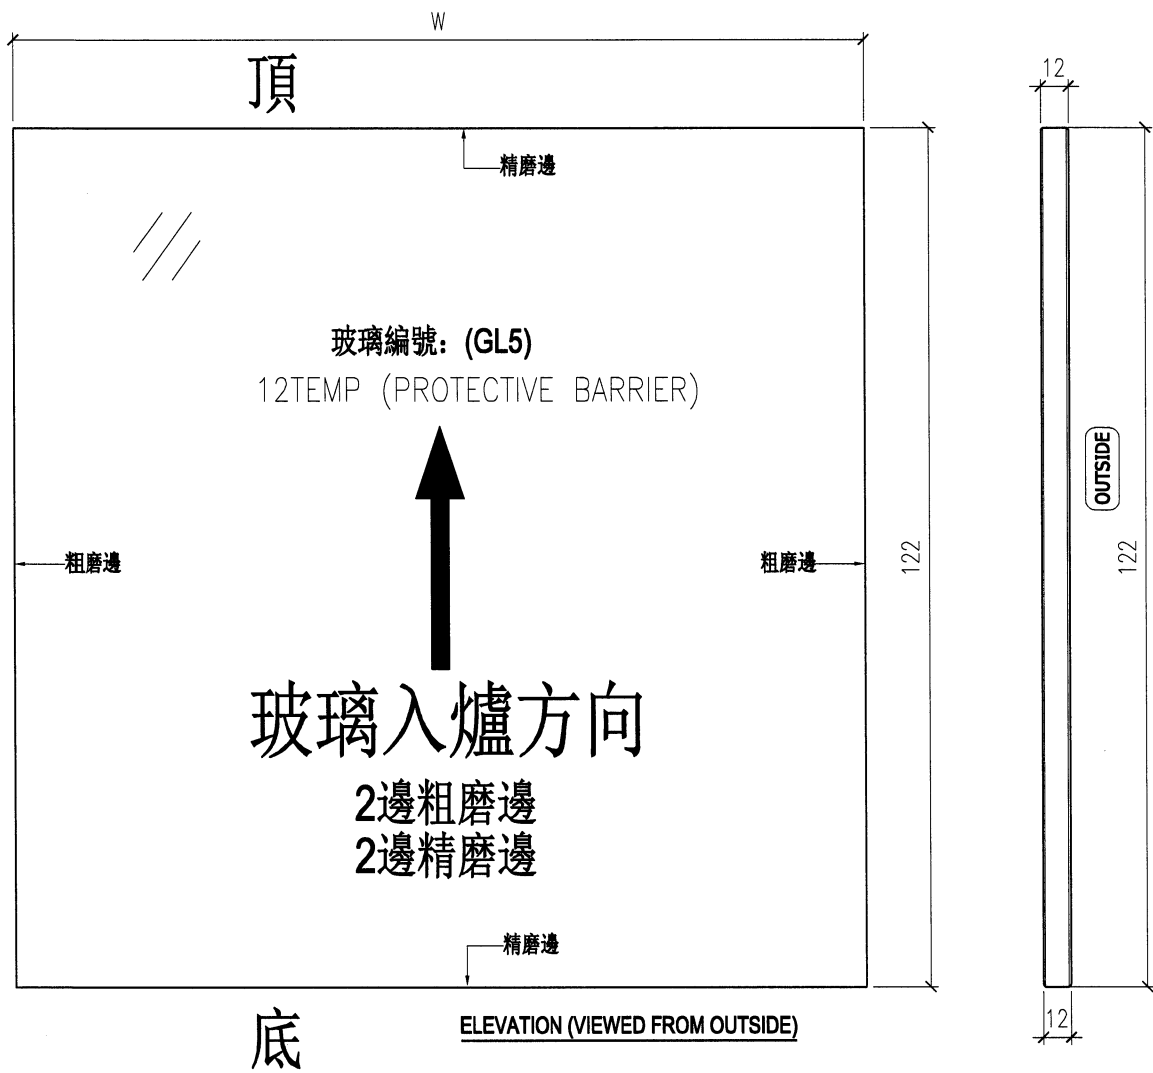 W
頂
12
精磨邊
玻璃編號：(GL5)
12TEMP (PROTECTIVE BARRIER)
OUTSIDE
粗磨邊
粗磨邊
122
122
玻璃入爐方向
2邊粗磨邊
2邊精磨邊
精磨邊
底
ELEVATION (VIEWED FROM OUTSIDE)
12